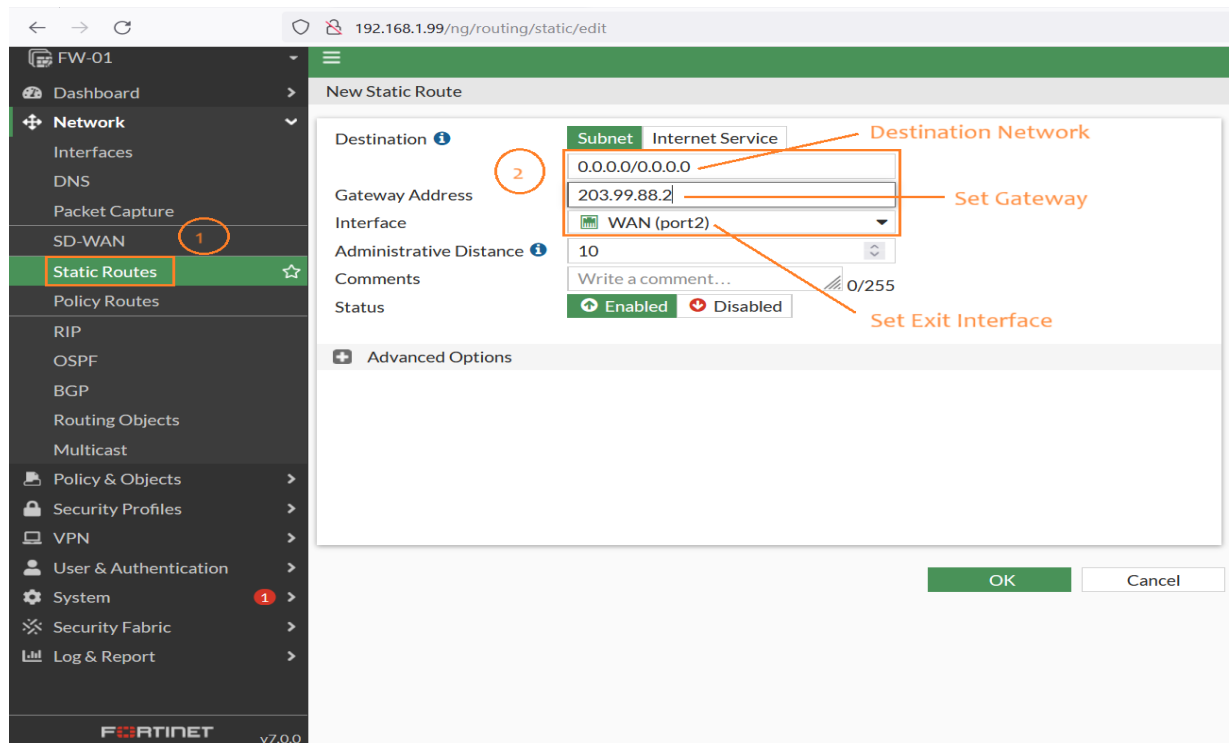 192.168.1.99/ng/routing/static/edit
FW-01
Dashboard
Network
Interfaces
DNS
Packet Capture
SD-WAN
1
Static Routes
Policy Routes
RIP
OSPF
BGP
Routing Objects
Multicast
Policy & Objects
Security Profiles
VPN
User & Authentication
System 1
Security Fabric
Log & Report
FORTINET v7.0.0
New Static Route
Destination Subnet Internet Service Destination Network
2 0.0.0.0/0.0.0.0
Gateway Address 203.99.88.2 Set Gateway
Interface WAN (port2)
Administrative Distance 10
Comments Write a comment... 0/255
Status Enabled Disabled Set Exit Interface
Advanced Options
OK Cancel